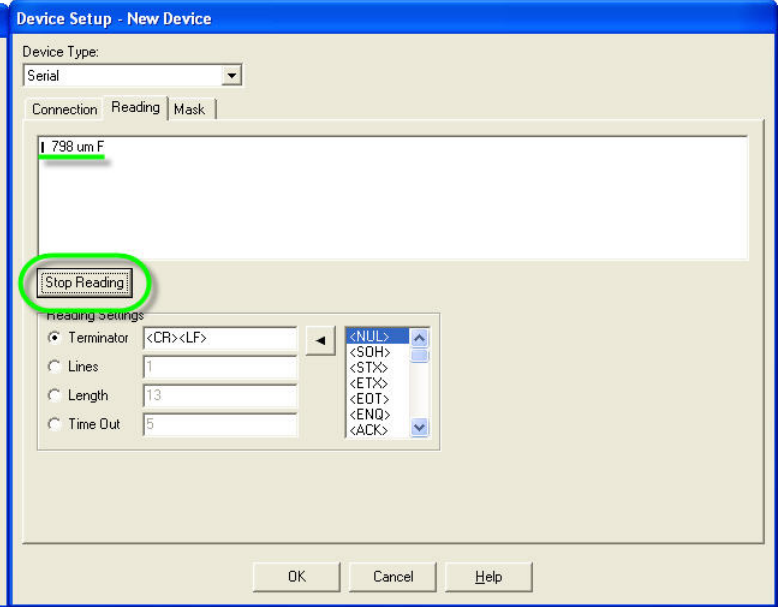 Device Setup - New Device
Device Type:
Serial
Connection Reading Mask
798 um F
Stop Reading
Reading Settings
Terminator <CR><LF>
Lines 1
Length 13
Time Out 5
<NUL>
<SOH>
<STX>
<ETX>
<EOT>
<ENQ>
<ACK>
OK Cancel Help